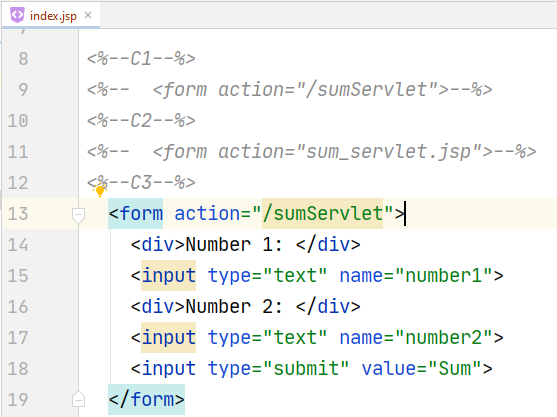 index.jsp
8 <%--C1--%>
9 <%--  <form action="/sumServlet">--%>
10 <%--C2--%>
11 <%--  <form action="sum_servlet.jsp">--%>
12 <%--C3--%>
13 <form action="/sumServlet">
14 <div>Number 1: </div>
15 <input type="text" name="number1">
16 <div>Number 2: </div>
17 <input type="text" name="number2">
18 <input type="submit" value="Sum">
19 </form>